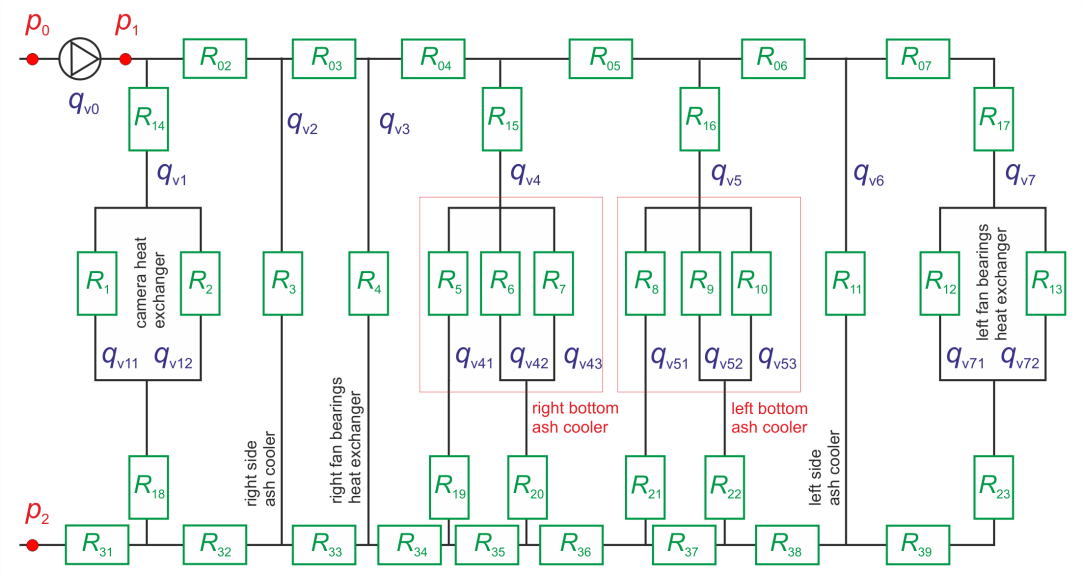 p0 p1
R02 R03 R04 R05 R06 R07
qv0
R14 qv2 qv3 R15 R16 R17
qv1 qv4 qv5 qv6 qv7
R1 R2 R3 R4 R5 R6 R7 R8 R9 R10 R11 R12 R13
camera heat
exchanger
left fan bearings
heat exchanger
qv11 qv12 qv41 qv42 qv43 qv51 qv52 qv53 qv71 qv72
right bottom
ash cooler
left bottom
ash cooler
right side
ash cooler
right fan bearings
heat exchanger
left side
ash cooler
R18 R19 R20 R21 R22 R23
p2
R31 R32 R33 R34 R35 R36 R37 R38 R39